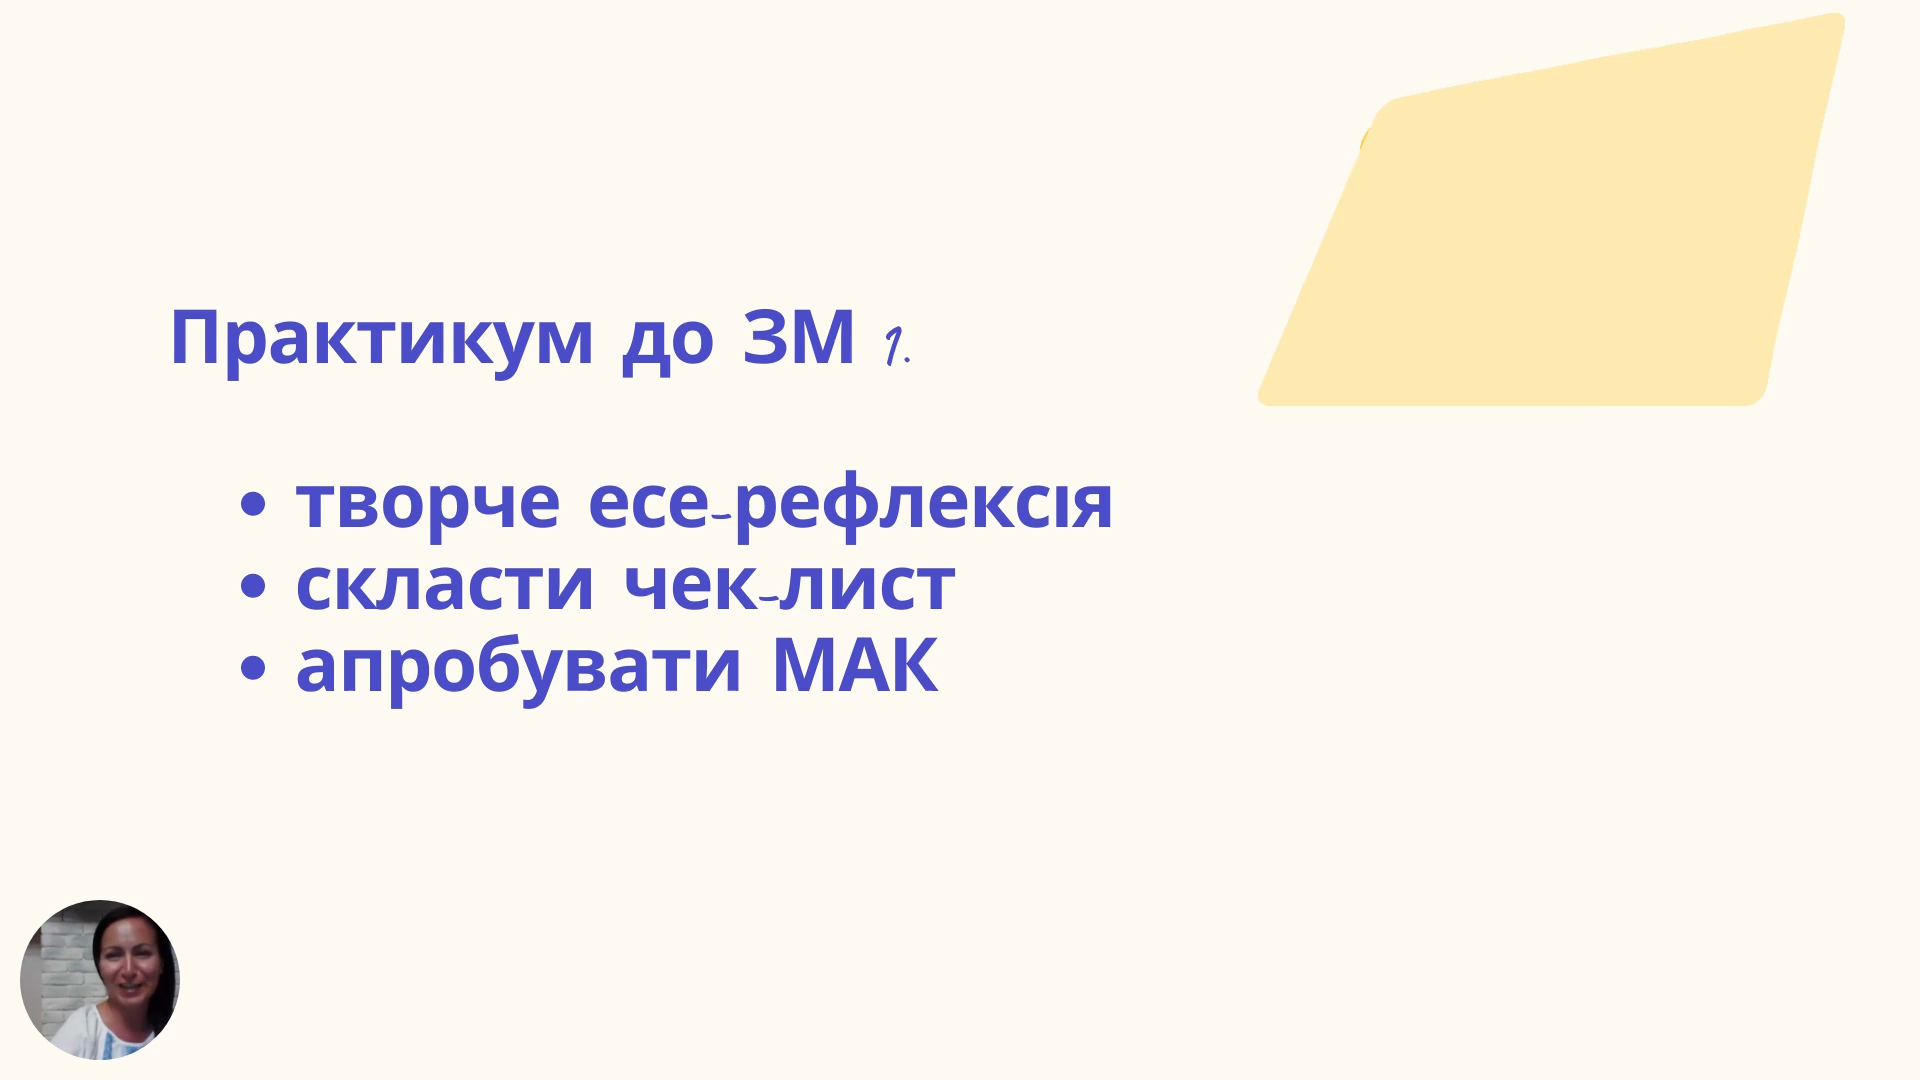 Практикум до ЗМ 1.
• творче есе-рефлексія
• скласти чек-лист
• апробувати МАК